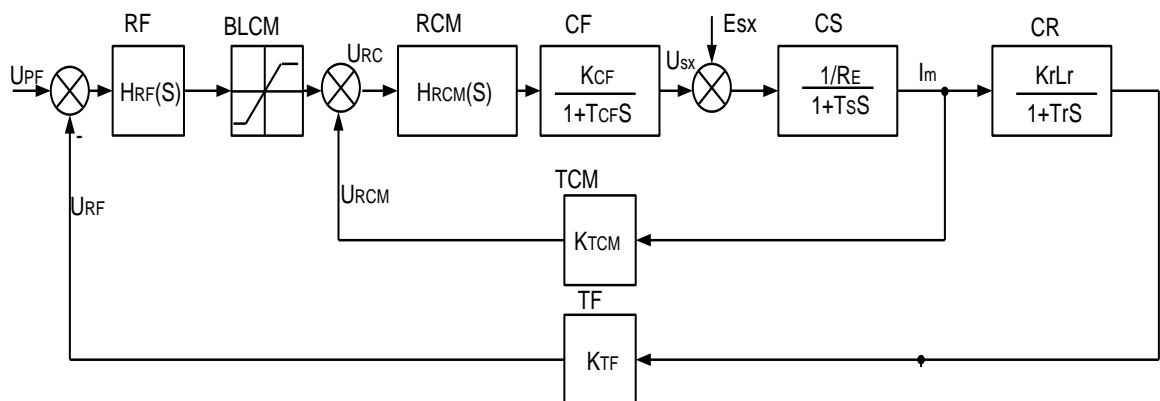 RF
BLCM
RCM
CF
Esx
CS
CR
UPF
HRF(S)
URC
HRCM(S)
KCF
1+TCFS
Usx
1/RE
1+TsS
Im
KrLr
1+TrS
-
URF
URCM
TCM
KTCM
TF
KTF